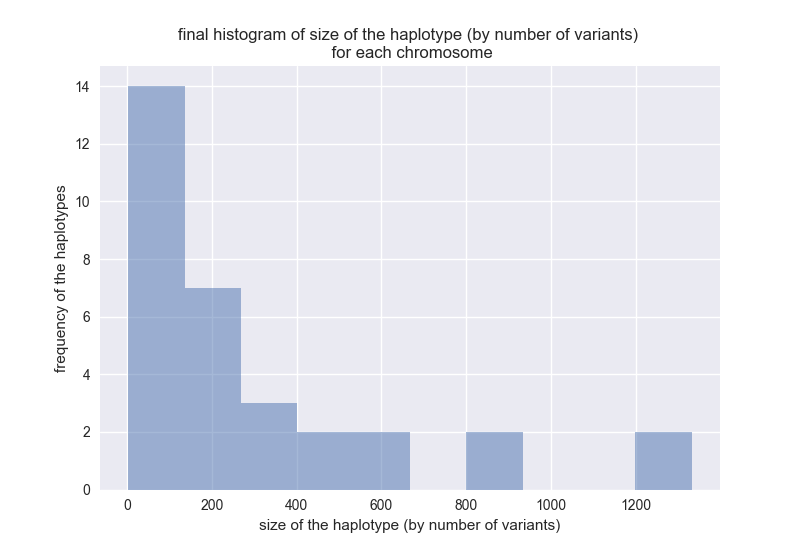 final histogram of size of the haplotype (by number of variants)
for each chromosome
14
12
10
8
6
4
2
0
frequency of the haplotypes
0 200 400 600 800 1000 1200
size of the haplotype (by number of variants)